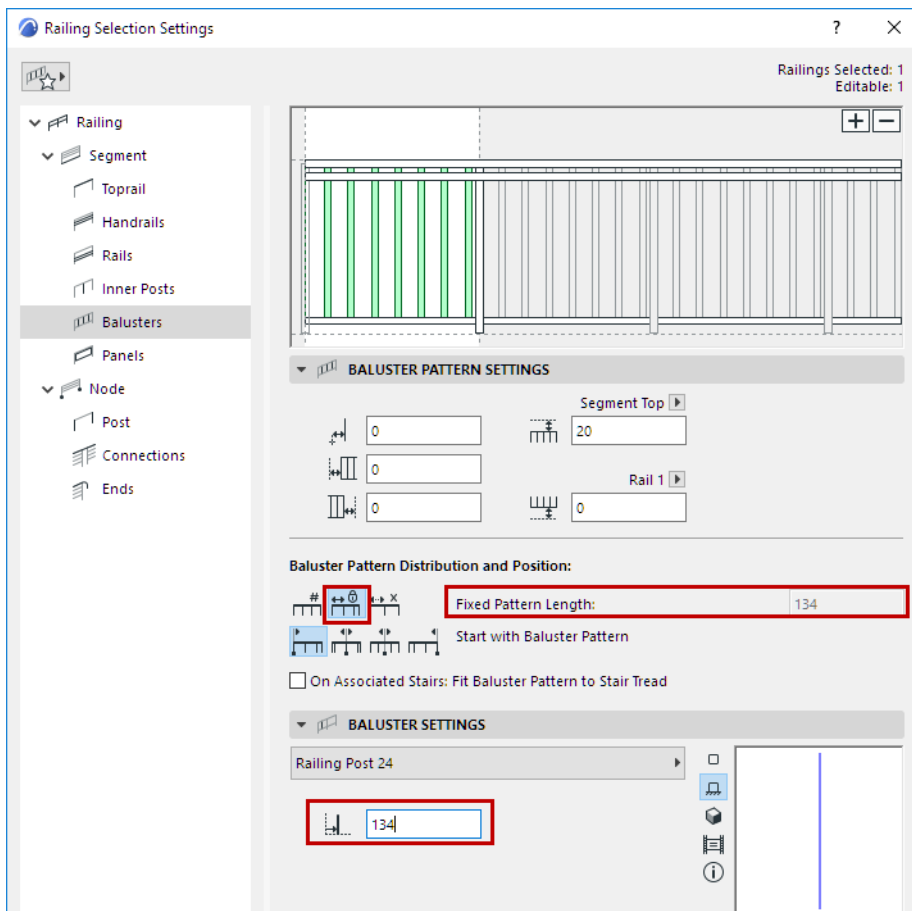 Railing Selection Settings
?
Railings Selected: 1
Editable: 1
Railing
Segment
Toprail
Handrails
Rails
Inner Posts
Balusters
Panels
Node
Post
Connections
Ends
BALUSTER PATTERN SETTINGS
Segment Top
0
20
0
Rail 1
0
0
Baluster Pattern Distribution and Position:
#
x
Fixed Pattern Length:
134
Start with Baluster Pattern
On Associated Stairs: Fit Baluster Pattern to Stair Tread
BALUSTER SETTINGS
Railing Post 24
134